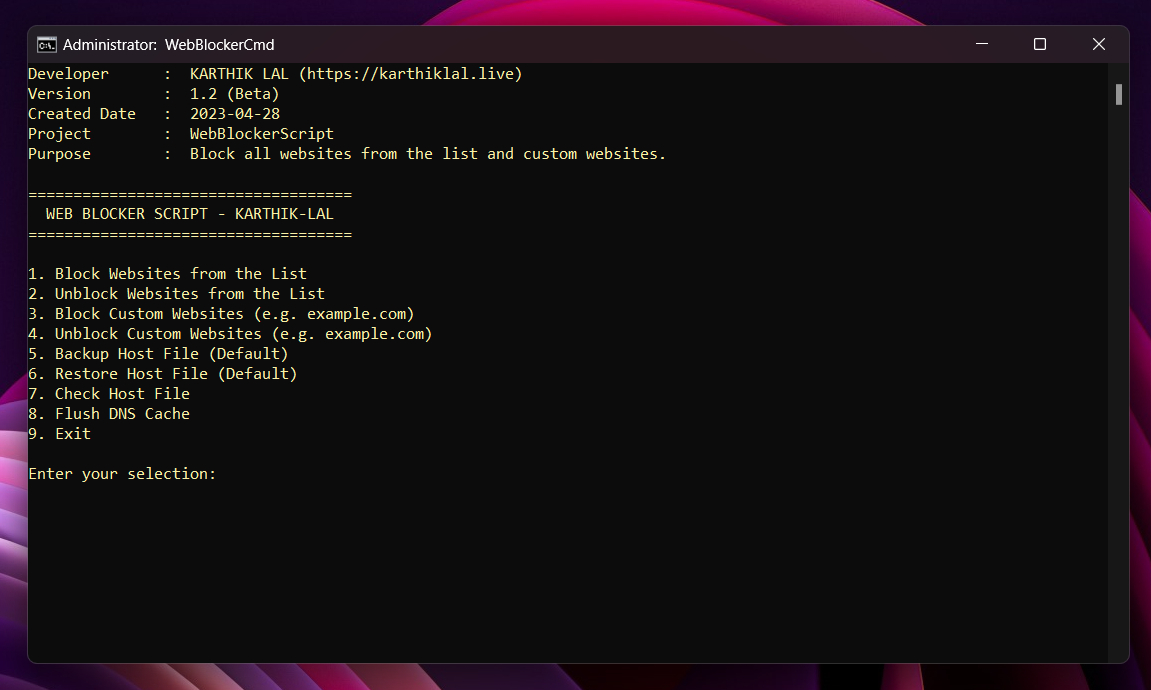 Administrator:  WebBlockerCmd
Developer      :  KARTHIK LAL (https://karthiklal.live)
Version        :  1.2 (Beta)
Created Date   :  2023-04-28
Project        :  WebBlockerScript
Purpose        :  Block all websites from the list and custom websites.
====================================
  WEB BLOCKER SCRIPT - KARTHIK-LAL
====================================
1. Block Websites from the List
2. Unblock Websites from the List
3. Block Custom Websites (e.g. example.com)
4. Unblock Custom Websites (e.g. example.com)
5. Backup Host File (Default)
6. Restore Host File (Default)
7. Check Host File
8. Flush DNS Cache
9. Exit
Enter your selection: